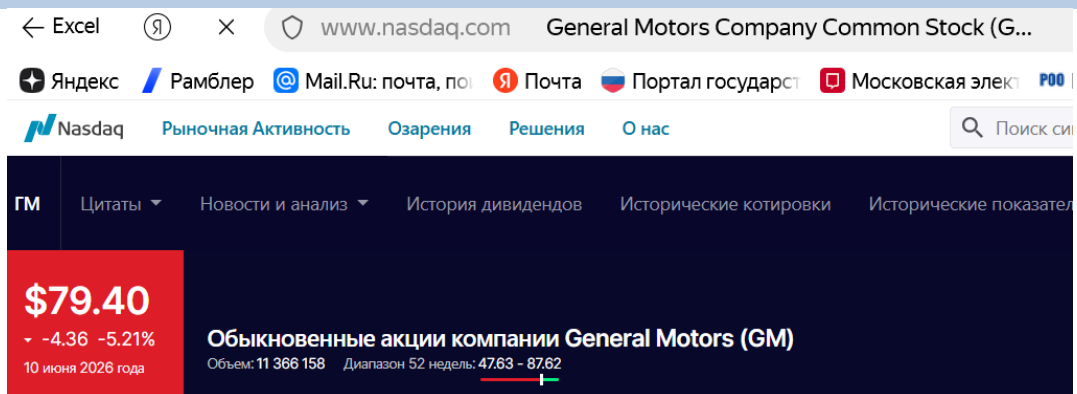 ← Excel Я × www.nasdaq.com General Motors Company Common Stock (G...
Яндекс Рамблер @ Mail.Ru: почта, по Я Почта Портал государст Московская элект РОО
Nasdaq Рыночная Активность Озарения Решения О нас Поиск си
ГМ Цитаты Новости и анализ История дивидендов Исторические котировки Исторические показател
$79.40
-4.36 -5.21%
Обыкновенные акции компании General Motors (GM)
10 июня 2026 года
Объем: 11 366 158 Диапазон 52 недель: 47.63 - 87.62